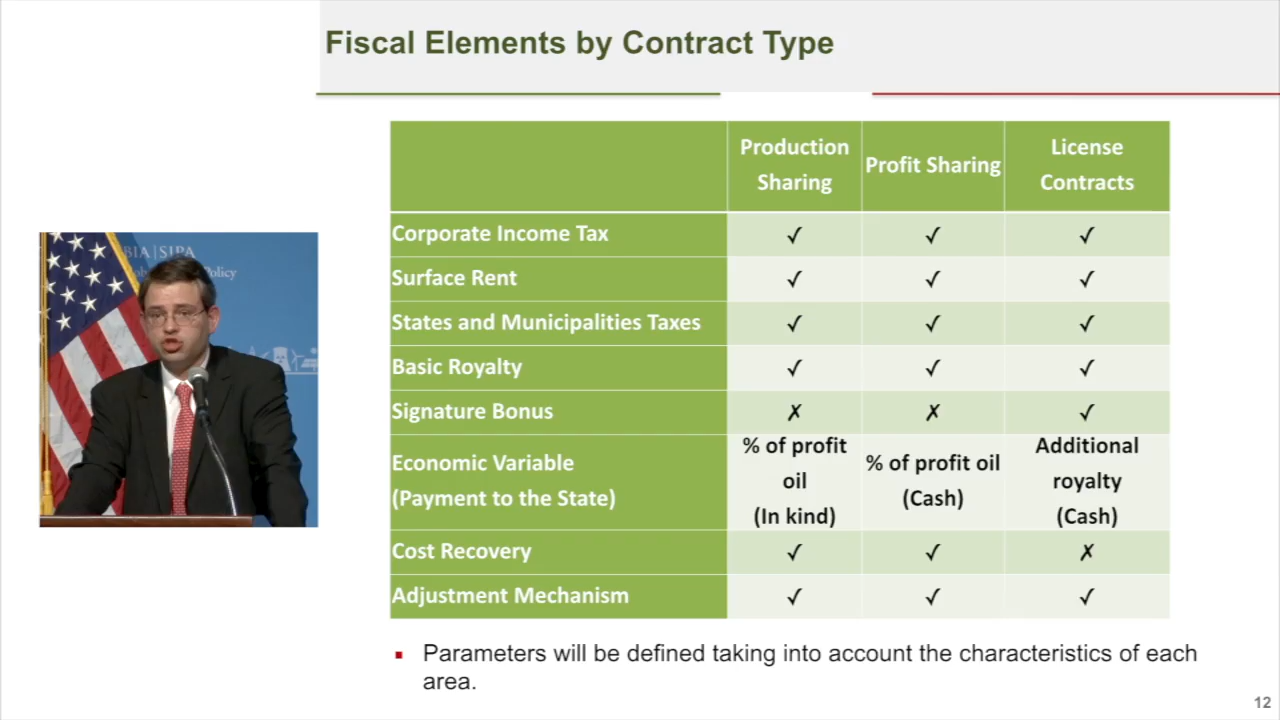 Fiscal Elements by Contract Type
Production
Sharing
Profit Sharing
License
Contracts
Corporate Income Tax ✓ ✓ ✓
Surface Rent ✓ ✓ ✓
States and Municipalities Taxes ✓ ✓ ✓
Basic Royalty ✓ ✓ ✓
Signature Bonus ✗ ✗ ✓
Economic Variable
(Payment to the State)
% of profit
oil
(In kind)
% of profit oil
(Cash)
Additional
royalty
(Cash)
Cost Recovery ✓ ✓ ✗
Adjustment Mechanism ✓ ✓ ✓
▪ Parameters will be defined taking into account the characteristics of each
area.
12
BIA | SIPA
Policy